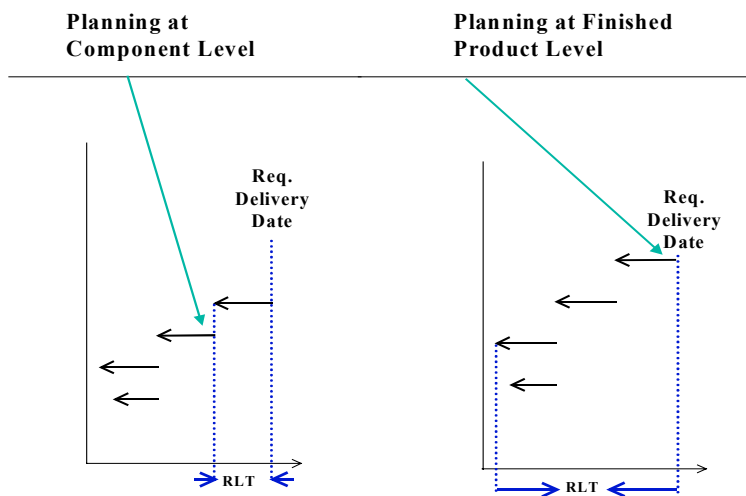 Planning at
Component Level
Planning at Finished
Product Level
Req.
Delivery
Date
Req.
Delivery
Date
RLT
RLT